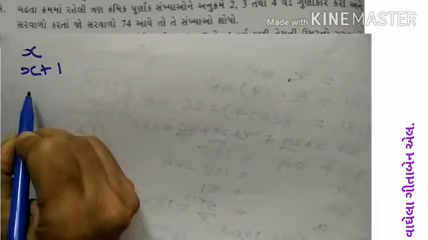 8. ચઢતા ક્રમમાં રહેલી ત્રણ ક્રમિક પૂર્ણાંક સંખ્યાઓને અનુક્રમે 2, 3 તથા 4 વડે ગુણાકાર કરી અને
સરવાળો કરતાં જો સરવાળો 74 આવે તો તે સંખ્યાઓ શોધો.
Made with KINEMASTER
x
x+1
વાઘેલા ગીતાબેન એલ.